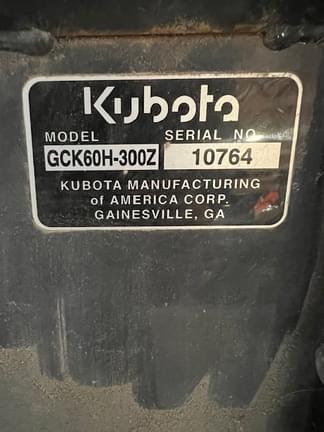 Kubota
MODEL SERIAL NO.
GCK60H-300Z 10764
KUBOTA MANUFACTURING
of AMERICA CORP.
GAINESVILLE, GA